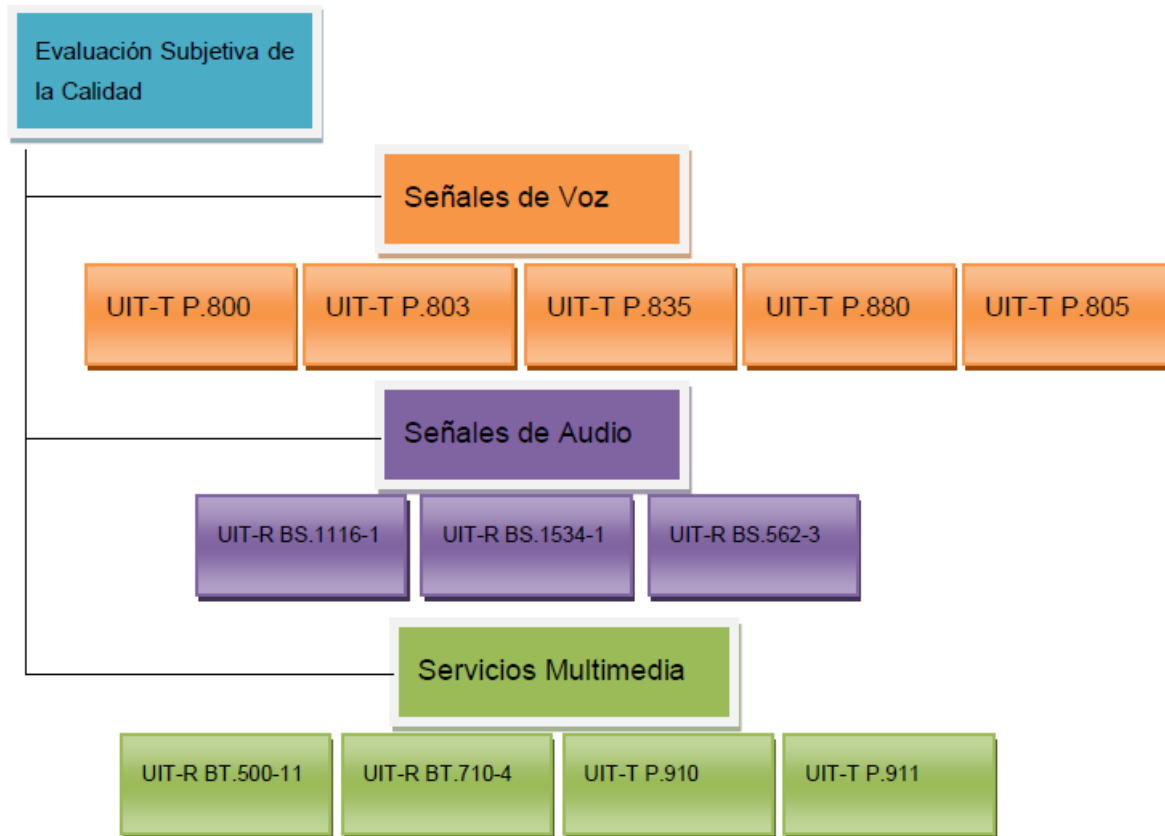 Evaluación Subjetiva de
la Calidad
Señales de Voz
UIT-T P.800
UIT-T P.803
UIT-T P.835
UIT-T P.880
UIT-T P.805
Señales de Audio
UIT-R BS.1116-1
UIT-R BS.1534-1
UIT-R BS.562-3
Servicios Multimedia
UIT-R BT.500-11
UIT-R BT.710-4
UIT-T P.910
UIT-T P.911